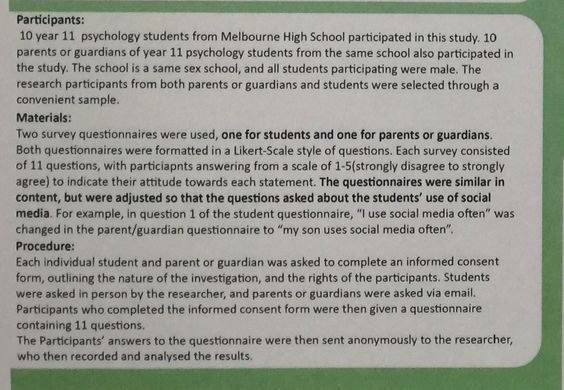 Participants:
10 year 11 psychology students from Melbourne High School participated in this study. 10
parents or guardians of year 11 psychology students from the same school also participated in
the study. The school is a same sex school, and all students participating were male. The
research participants from both parents or guardians and students were selected through a
convenient sample.
Materials:
Two survey questionnaires were used, one for students and one for parents or guardians.
Both questionnaires were formatted in a Likert-Scale style of questions. Each survey consisted
of 11 questions, with particiapnts answering from a scale of 1-5(strongly disagree to strongly
agree) to indicate their attitude towards each statement. The questionnaires were similar in
content, but were adjusted so that the questions asked about the students’ use of social
media. For example, in question 1 of the student questionnaire, “I use social media often” was
changed in the parent/guardian questionnaire to “my son uses social media often”.
Procedure:
Each individual student and parent or guardian was asked to complete an informed consent
form, outlining the nature of the investigation, and the rights of the participants. Students
were asked in person by the researcher, and parents or guardians were asked via email.
Participants who completed the informed consent form were then given a questionnaire
containing 11 questions.
The Participants’ answers to the questionnaire were then sent anonymously to the researcher,
who then recorded and analysed the results.